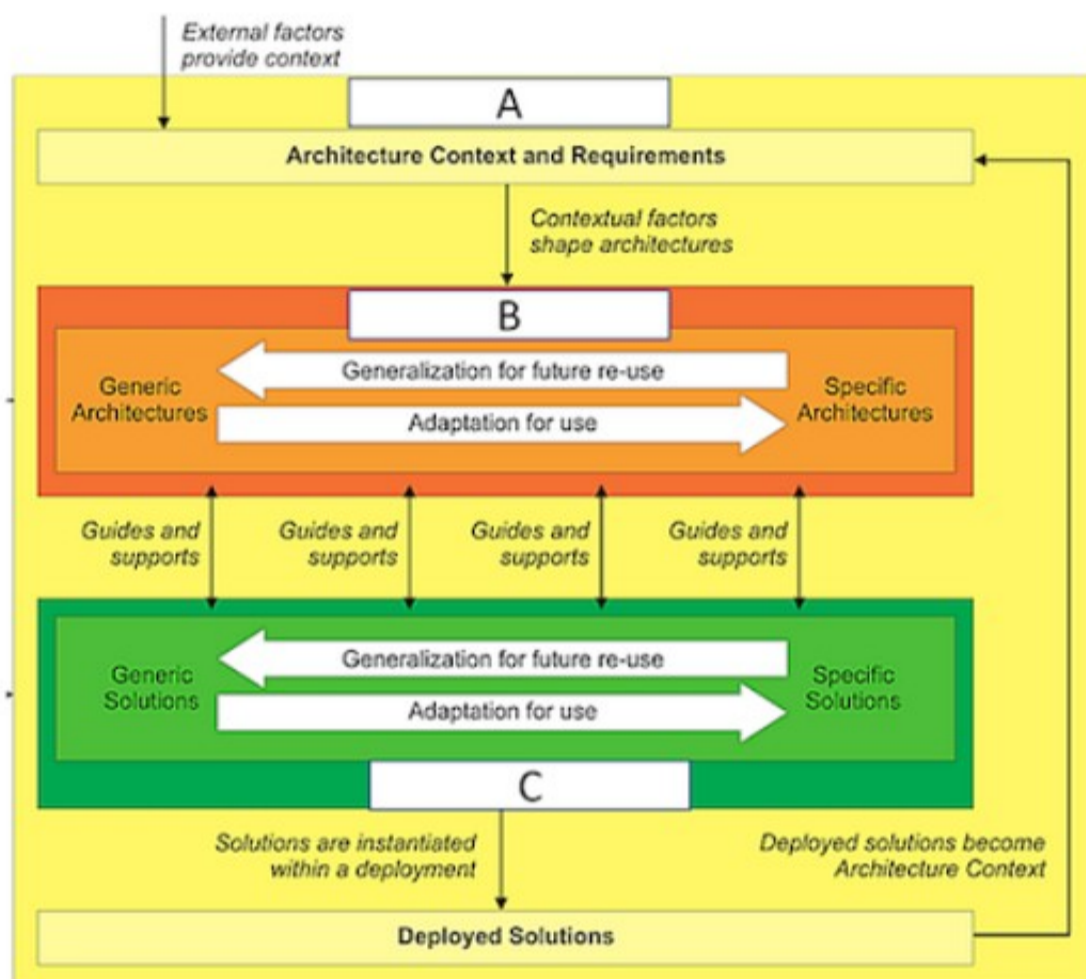 External factors
provide context
A
Architecture Context and Requirements
Contextual factors
shape architectures
B
Generic
Architectures
Generalization for future re-use
Adaptation for use
Specific
Architectures
Guides and
supports
Guides and
supports
Guides and
supports
Guides and
supports
Generic
Solutions
Generalization for future re-use
Adaptation for use
Specific
Solutions
C
Solutions are instantiated
within a deployment
Deployed solutions become
Architecture Context
Deployed Solutions